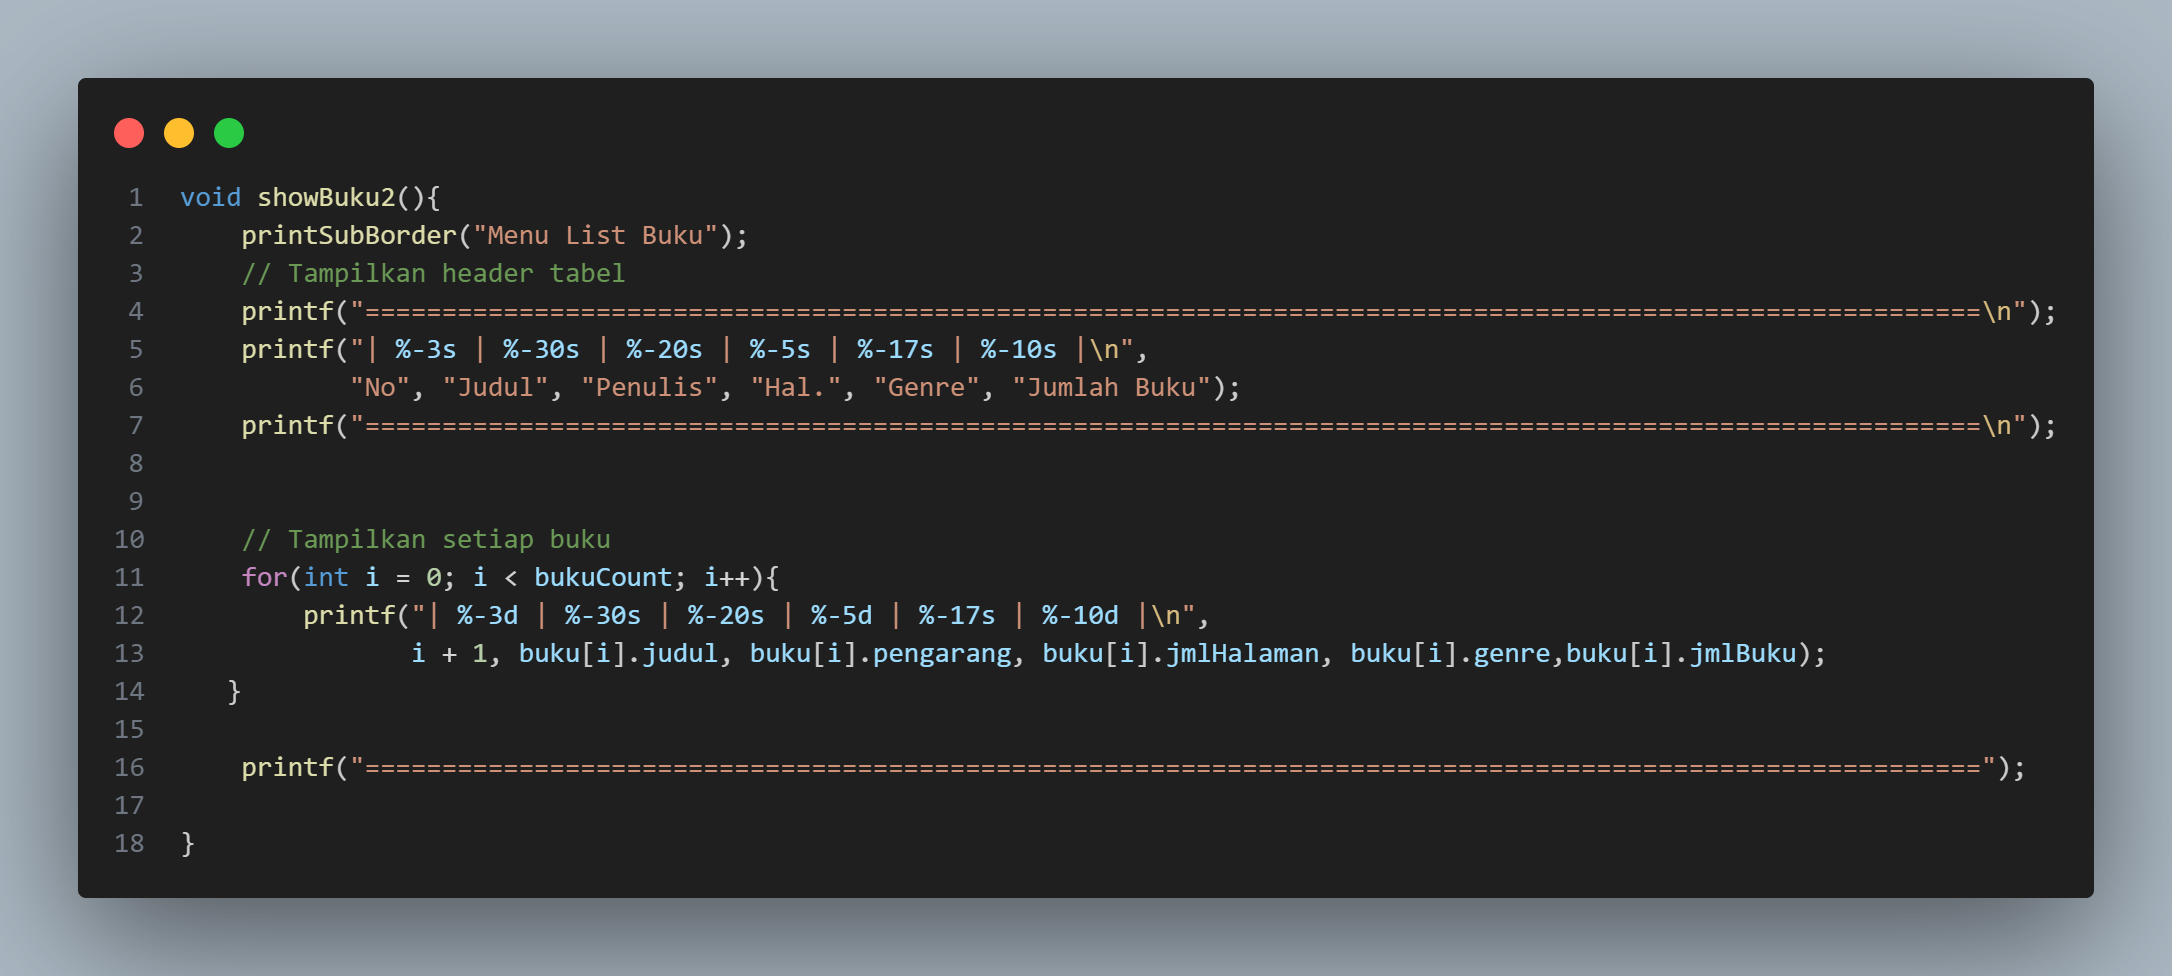 1 void showBuku2(){
2     printSubBorder("Menu List Buku");
3     // Tampilkan header tabel
4     printf("=========================================================================================================\n");
5     printf("| %-3s | %-30s | %-20s | %-5s | %-17s | %-10s |\n",
6            "No", "Judul", "Penulis", "Hal.", "Genre", "Jumlah Buku");
7     printf("=========================================================================================================\n");
8
9
10     // Tampilkan setiap buku
11     for(int i = 0; i < bukuCount; i++){
12         printf("| %-3d | %-30s | %-20s | %-5d | %-17s | %-10d |\n",
13                i + 1, buku[i].judul, buku[i].pengarang, buku[i].jmlHalaman, buku[i].genre,buku[i].jmlBuku);
14    }
15
16     printf("=========================================================================================================");
17
18 }